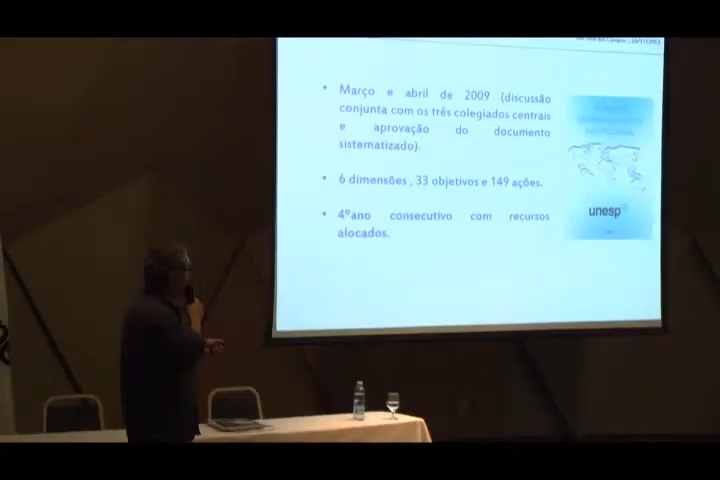 • Março e abril de 2009 (discussão
conjunta com os três colegiados centrais
e aprovação do documento
sistematizado).
• 6 dimensões , 33 objetivos e 149 ações.
• 4ºano consecutivo com recursos
alocados.
unesp